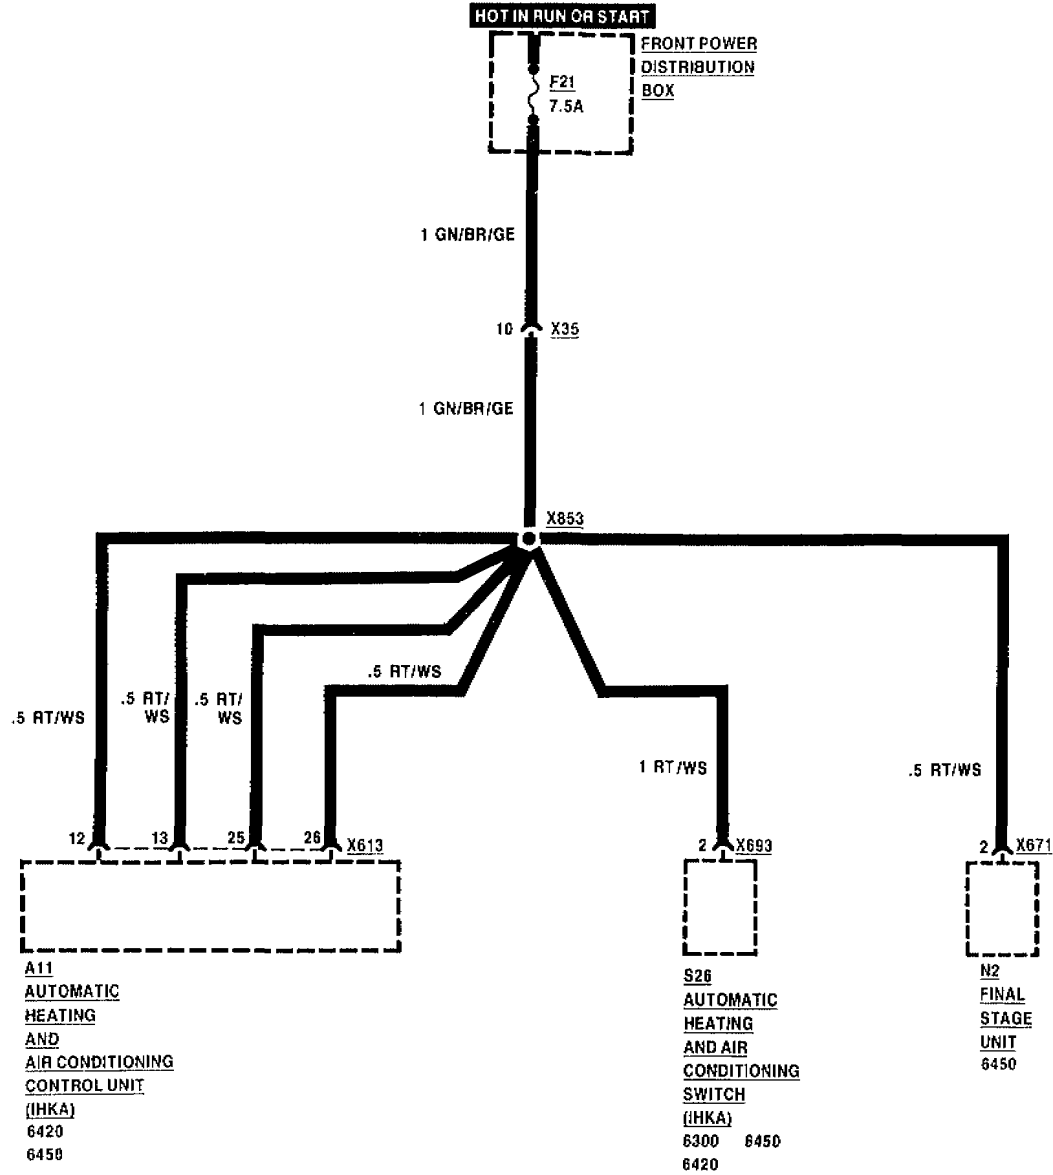 HOT IN RUN OR START
FRONT POWER
DISTRIBUTION
BOX
F21
7.5A
1 GN/BR/GE
10
X35
1 GN/BR/GE
X853
.5 RT/WS
.5 RT/
WS
.5 RT/
WS
.5 RT/WS
1 RT/WS
.5 RT/WS
12
13
25
26
X613
2
X693
2
X671
A11
AUTOMATIC
HEATING
AND
AIR CONDITIONING
CONTROL UNIT
(IHKA)
6420
6450
S26
AUTOMATIC
HEATING
AND AIR
CONDITIONING
SWITCH
(IHKA)
6300 6450
6420
N2
FINAL
STAGE
UNIT
6450